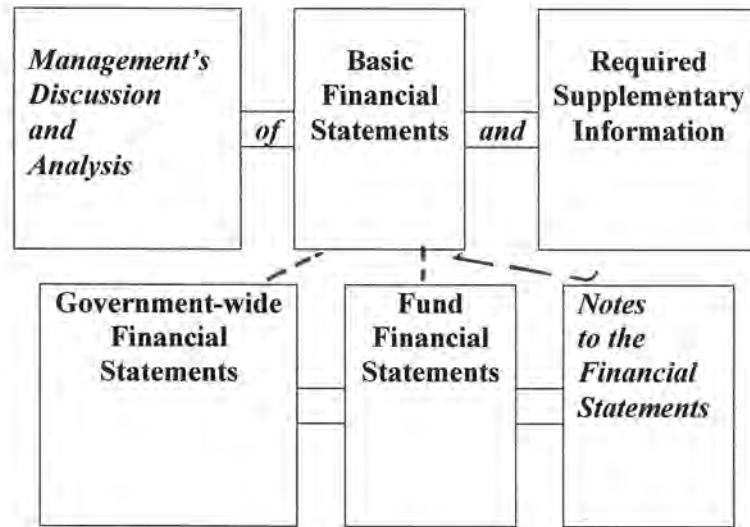 Management's
Discussion
and
Analysis
of
Basic
Financial
Statements
and
Required
Supplementary
Information
Government-wide
Financial
Statements
Fund
Financial
Statements
Notes
to the
Financial
Statements